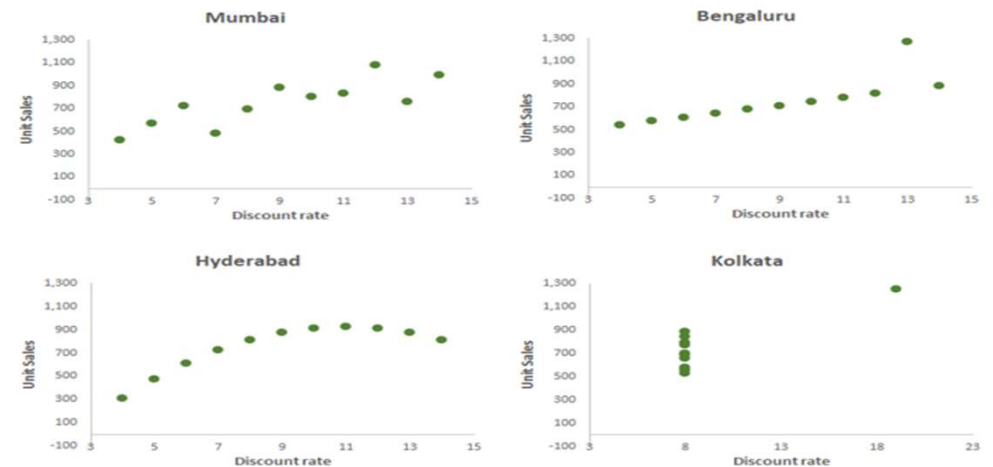 Mumbai
1,300
1,100
900
700
500
300
100
-100
3 5 7 9 11 13 15
Unit Sales
Discount rate
Bengaluru
1,300
1,100
900
700
500
300
100
-100
3 5 7 9 11 13 15
Unit Sales
Discount rate
Hyderabad
1,300
1,100
900
700
500
300
100
-100
3 5 7 9 11 13 15
Unit Sales
Discount rate
Kolkata
1,300
1,100
900
700
500
300
100
-100
3 8 13 18 23
Unit Sales
Discount rate